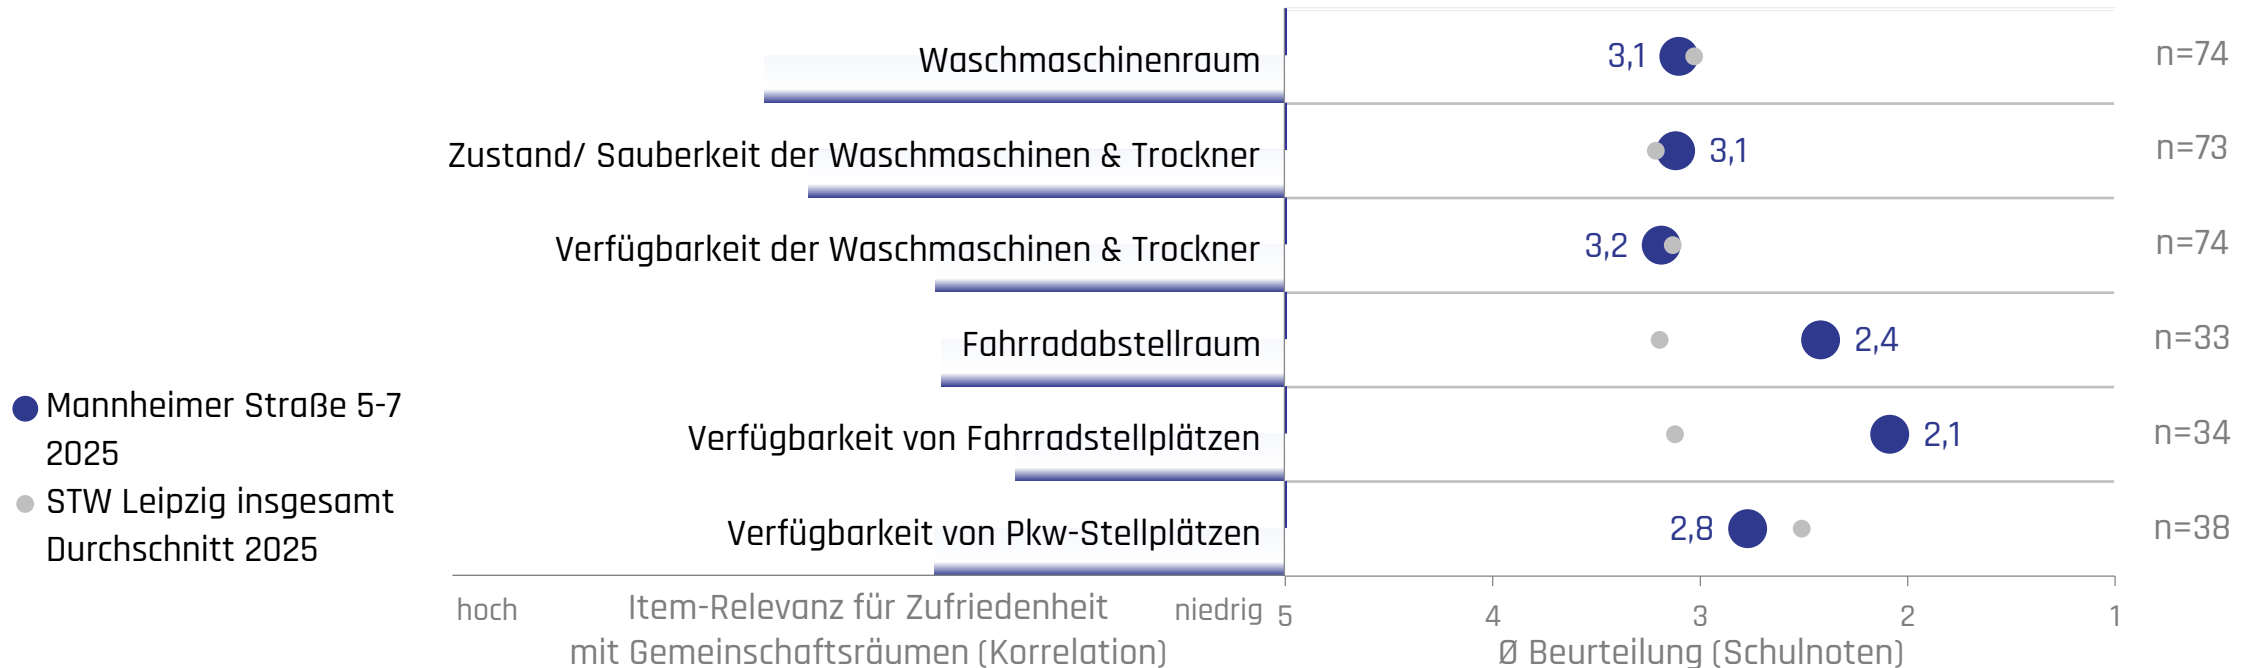 Waschmaschinenraum
3,1
n=74
Zustand/ Sauberkeit der Waschmaschinen & Trockner
3,1
n=73
Verfügbarkeit der Waschmaschinen & Trockner
3,2
n=74
Fahrradabstellraum
2,4
n=33
Verfügbarkeit von Fahrradstellplätzen
2,1
n=34
Verfügbarkeit von Pkw-Stellplätzen
2,8
n=38
Mannheimer Straße 5-7
2025
STW Leipzig insgesamt
Durchschnitt 2025
hoch
Item-Relevanz für Zufriedenheit
mit Gemeinschaftsräumen (Korrelation)
niedrig
5 4 3 2 1
Ø Beurteilung (Schulnoten)